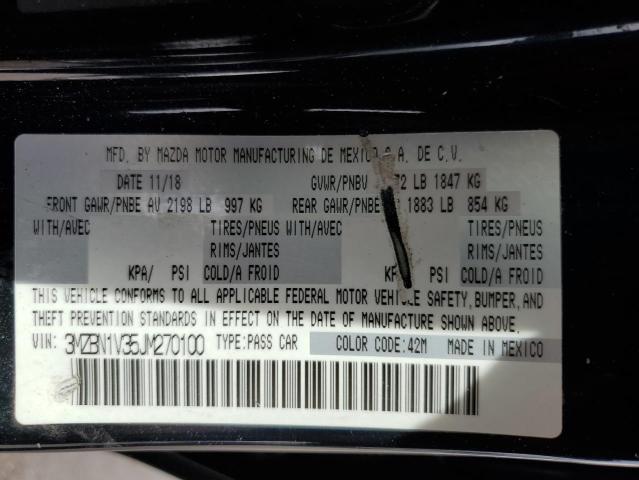 MFD. BY MAZDA MOTOR MANUFACTURING DE MEXICO S.A. DE C.V.
DATE 11/18 GVWR/PNBV 72 LB 1847 KG
FRONT GAWR/PNBE AV 2198 LB 997 KG REAR GAWR/PNBE 1883 LB 854 KG
WITH/AVEC TIRES/PNEUS WITH/AVEC TIRES/PNEUS
RIMS/JANTES RIMS/JANTES
KPA/ PSI COLD/A FROID KPA/ PSI COLD/A FROID
THIS VEHICLE CONFORMS TO ALL APPLICABLE FEDERAL MOTOR VEHICLE SAFETY, BUMPER, AND
THEFT PREVENTION STANDARDS IN EFFECT ON THE DATE OF MANUFACTURE SHOWN ABOVE.
VIN: 3MZBN1V35JM270100 TYPE:PASS CAR COLOR CODE:42M MADE IN MEXICO